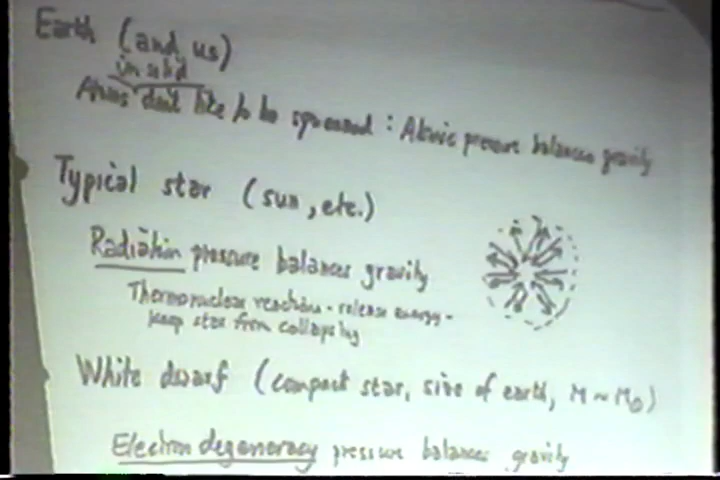 Earth (and us)
in solid
Atoms don't like to be squeezed : Atomic pressure balances gravity
Typical star (sun, etc.)
Radiation pressure balances gravity
Thermonuclear reactions - release energy -
keep star from collapsing
White dwarf (compact star, size of earth, M ~ M⊙)
Electron degeneracy pressure balances gravity